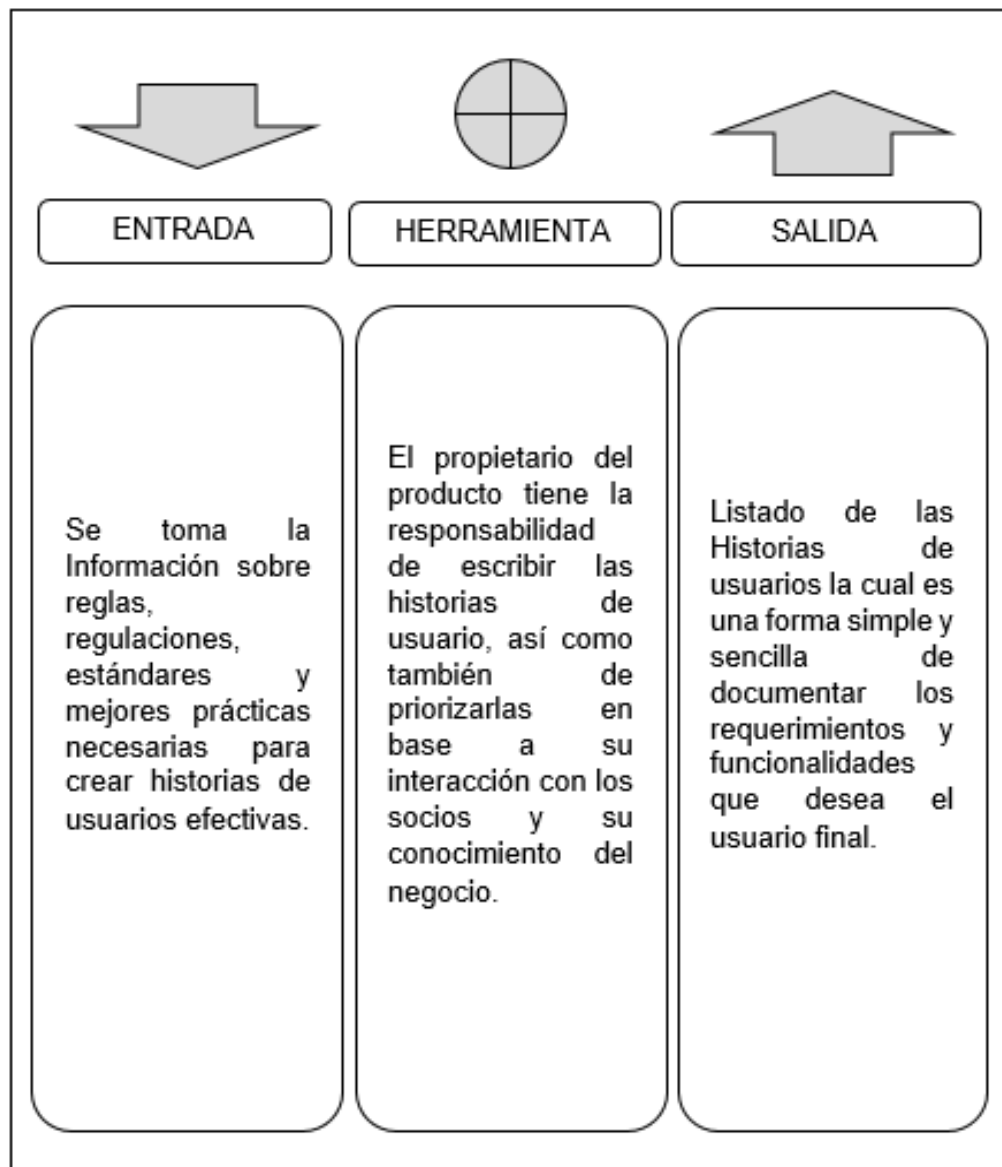 ENTRADA
HERRAMIENTA
SALIDA
Se toma la
Información sobre
reglas,
regulaciones,
estándares y
mejores prácticas
necesarias para
crear historias de
usuarios efectivas.
El propietario del
producto tiene la
responsabilidad
de escribir las
historias de
usuario, así como
también de
priorizarlas en
base a su
interacción con los
socios y su
conocimiento del
negocio.
Listado de las
Historias de
usuarios la cual es
una forma simple y
sencilla de
documentar los
requerimientos y
funcionalidades
que desea el
usuario final.